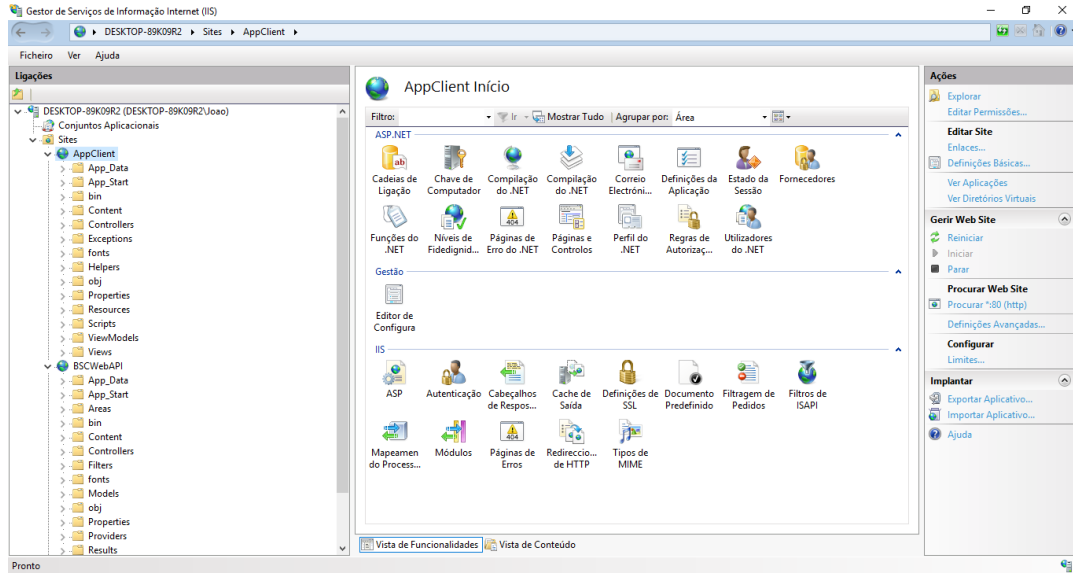 Gestor de Serviços de Informação Internet (IIS)
DESKTOP-89K09R2 Sites AppClient
Ficheiro Ver Ajuda
Ligações
DESKTOP-89K09R2 (DESKTOP-89K09R2\Joao)
Conjuntos Aplicacionais
Sites
AppClient
App_Data
App_Start
bin
Content
Controllers
Exceptions
fonts
Helpers
obj
Properties
Resources
Scripts
ViewModels
Views
BSCWebAPI
App_Data
App_Start
Areas
bin
Content
Controllers
Filters
fonts
Models
obj
Properties
Providers
Results
AppClient Início
Filtro: Ir Mostrar Tudo Agrupar por: Área
ASP.NET
ab
Cadeias de Chave de Compilação Compilação Correio Definições da Estado da Fornecedores
Ligação Computador do .NET do .NET Electróni... Aplicação Sessão
404
Funções do Níveis de Páginas de Páginas e Perfil do Regras de Utilizadores
.NET Fidedignid... Erro do .NET Controlos .NET Autorizaç... do .NET
Gestão
Editor de
Configura
IIS
ASP Autenticação Cabeçalhos Cache de Definições de Documento Filtragem de Filtros de
de Respos... Saída SSL Predefinido Pedidos ISAPI
404
Mapeamen Módulos Páginas de Redireccio... Tipos de
do Process... Erros de HTTP MIME
Vista de Funcionalidades Vista de Conteúdo
Ações
Explorar
Editar Permissões...
Editar Site
Enlaces...
Definições Básicas...
Ver Aplicações
Ver Diretórios Virtuais
Gerir Web Site
Reiniciar
Iniciar
Parar
Procurar Web Site
Procurar *:80 (http)
Definições Avançadas...
Configurar
Limites...
Implantar
Exportar Aplicativo...
Importar Aplicativo...
Ajuda
Pronto